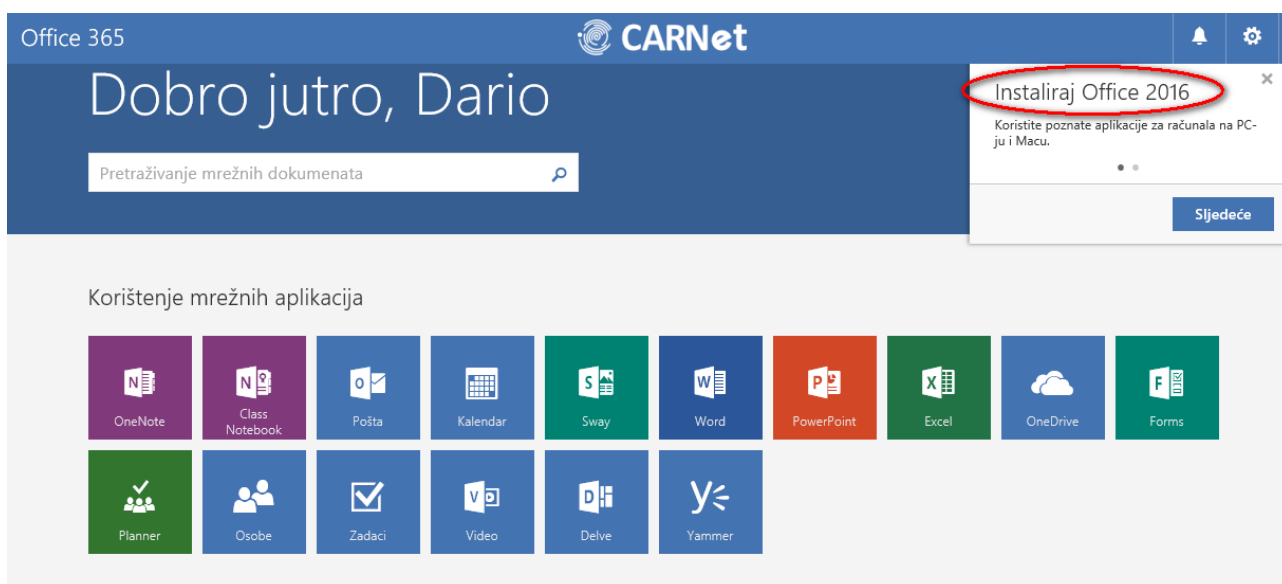 Office 365
CARNet
Dobro jutro, Dario
Pretraživanje mrežnih dokumenata
Instaliraj Office 2016
Koristite poznate aplikacije za računala na PC-
ju i Macu.
Sljedeće
Korištenje mrežnih aplikacija
OneNote
Class
Notebook
Pošta
Kalendar
Sway
Word
PowerPoint
Excel
OneDrive
Forms
Planner
Osobe
Zadaci
Video
Delve
Yammer